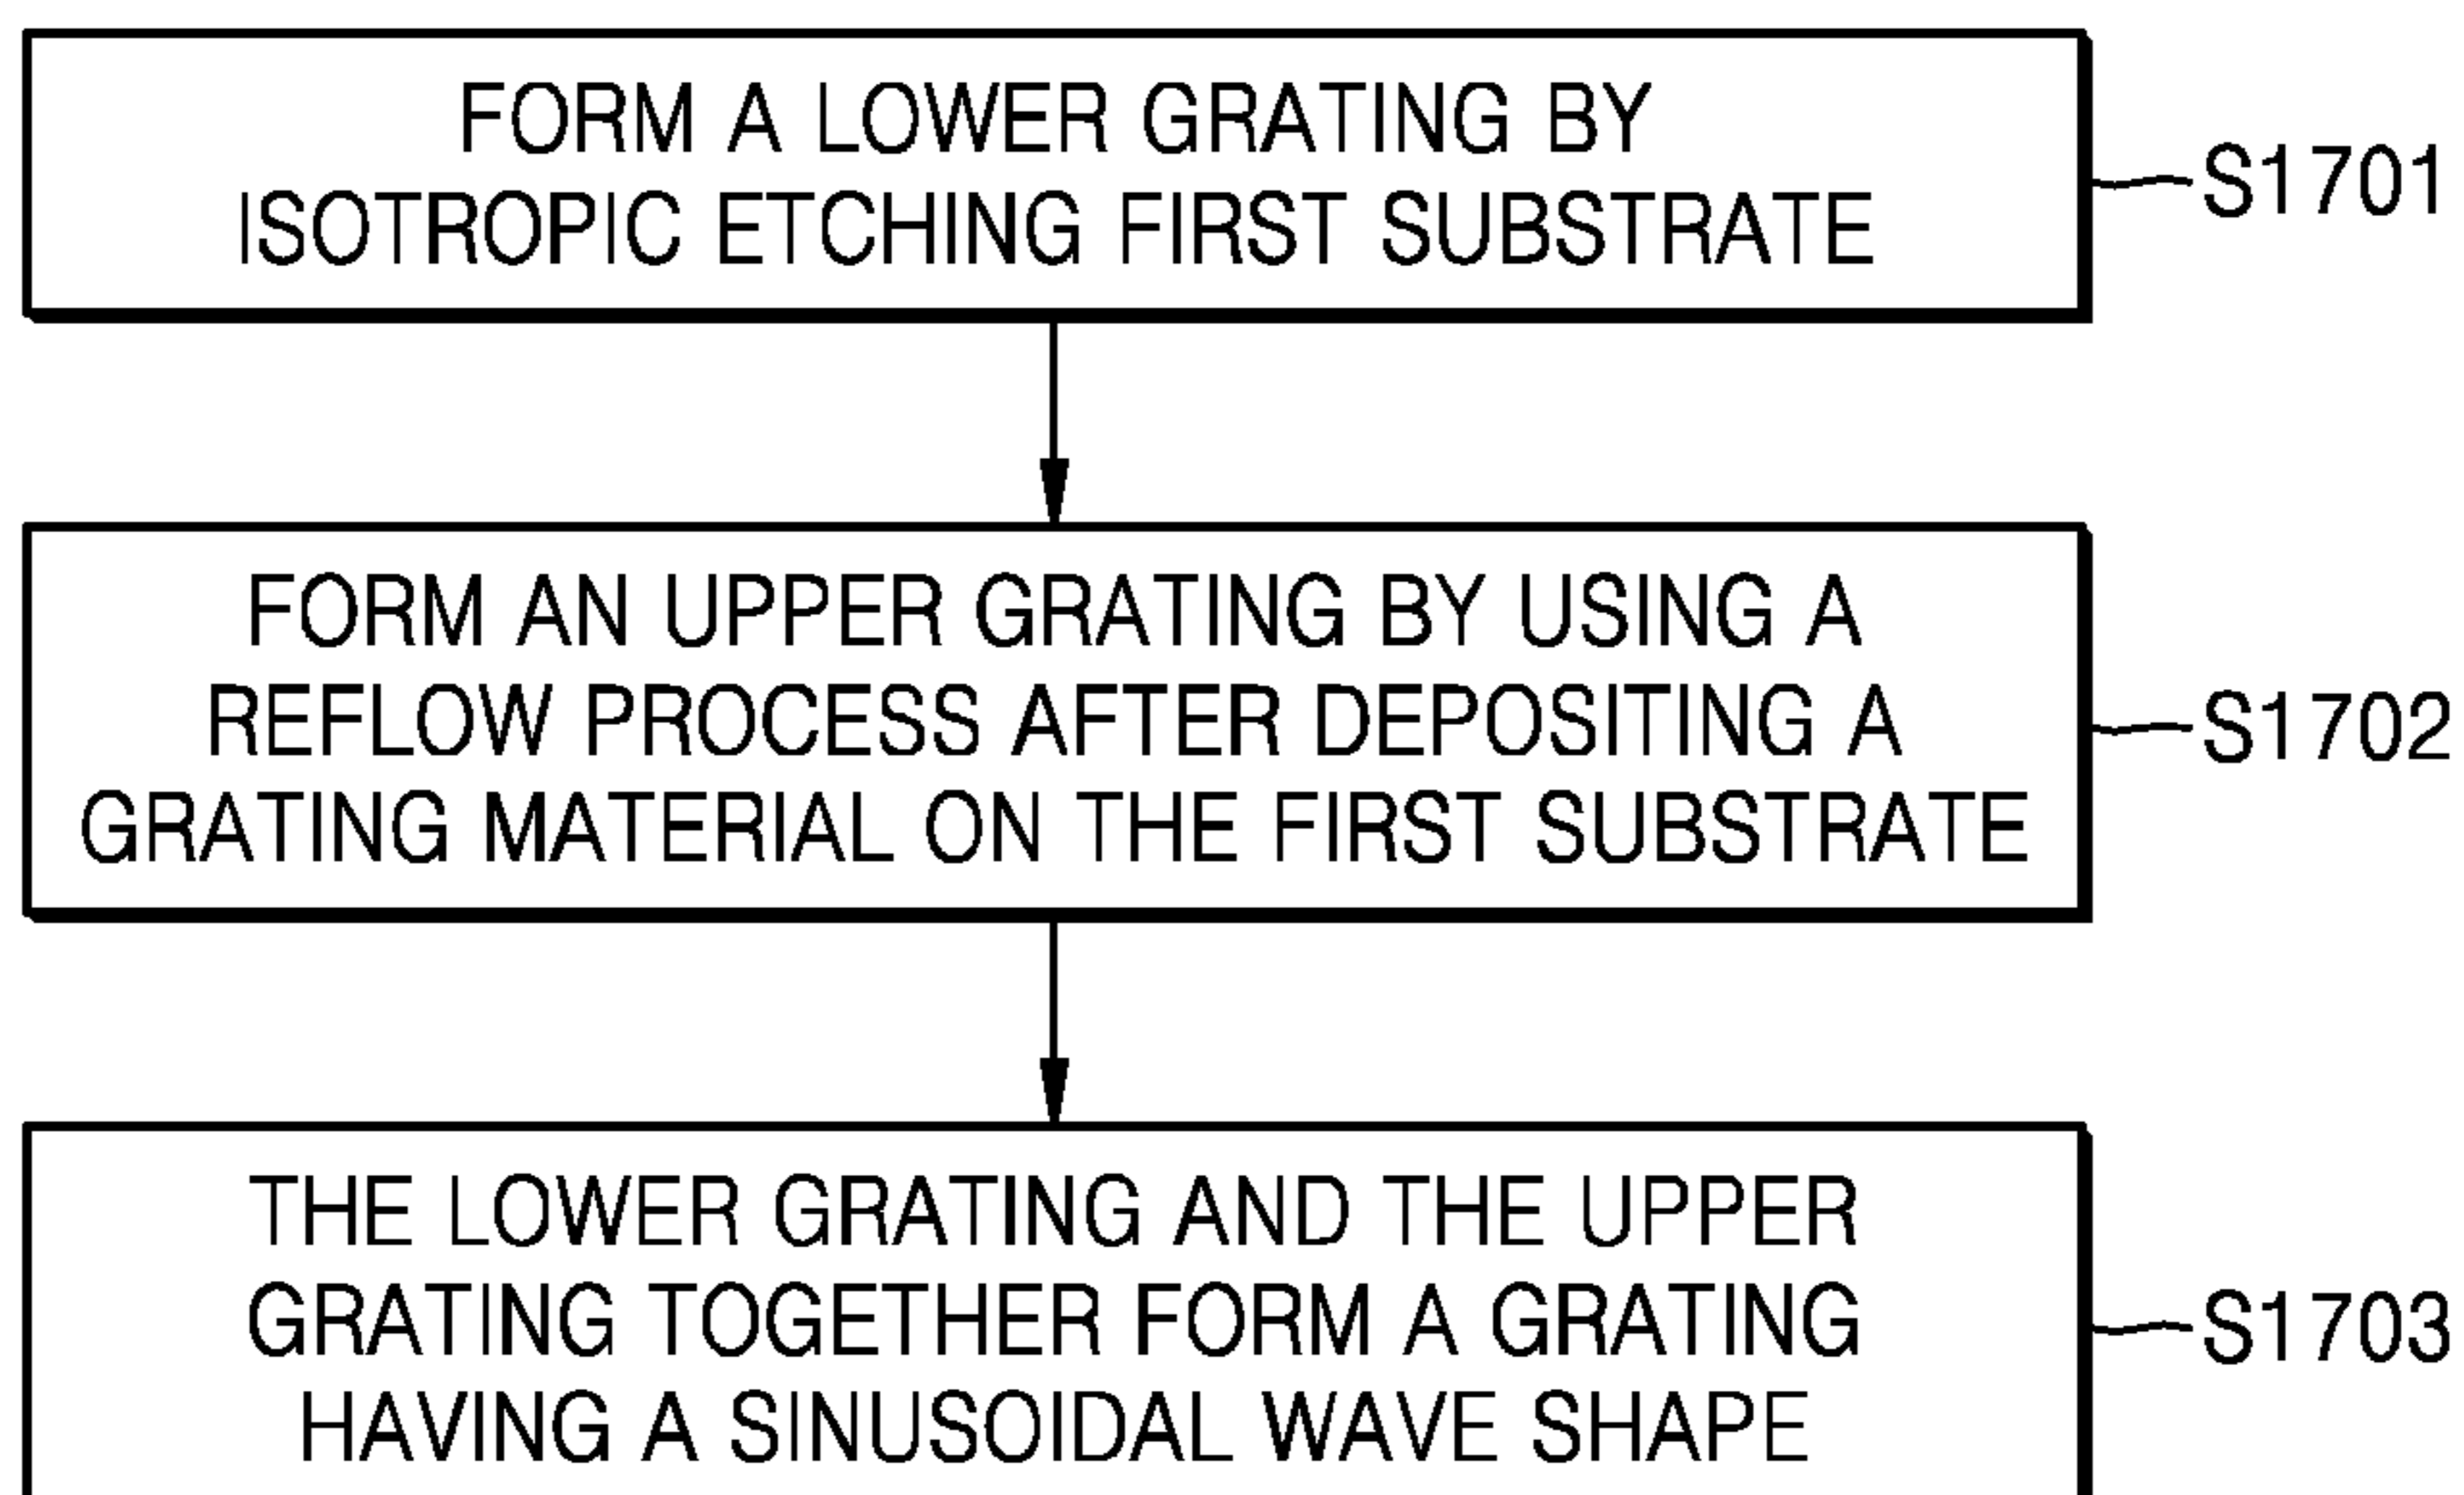 FORM A LOWER GRATING BY
ISOTROPIC ETCHING FIRST SUBSTRATE
S1701
FORM AN UPPER GRATING BY USING A
REFLOW PROCESS AFTER DEPOSITING A
GRATING MATERIAL ON THE FIRST SUBSTRATE
S1702
THE LOWER GRATING AND THE UPPER
GRATING TOGETHER FORM A GRATING
HAVING A SINUSOIDAL WAVE SHAPE
S1703